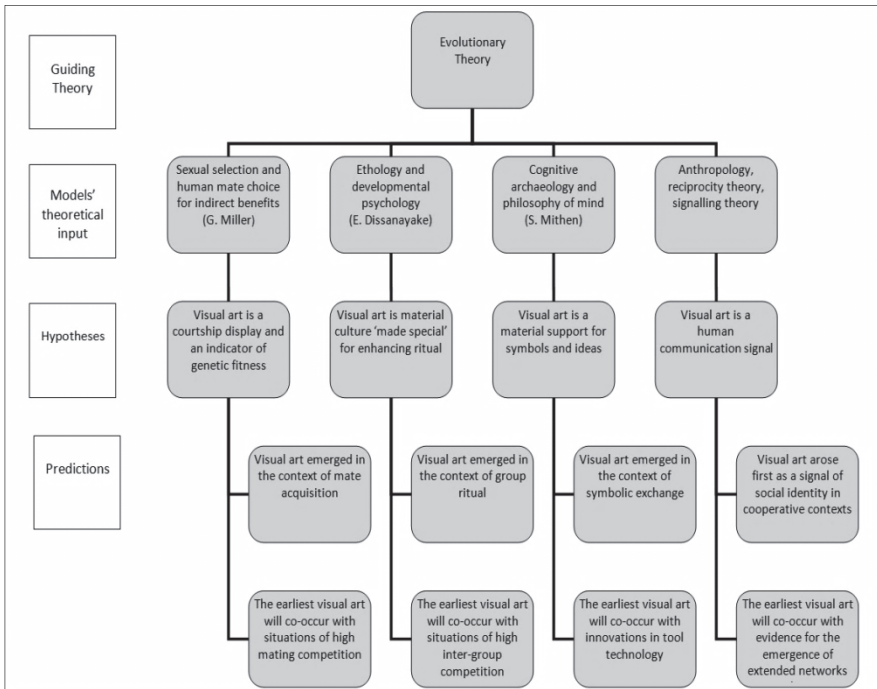 Guiding
Theory
Evolutionary
Theory
Models'
theoretical
input
Sexual selection and
human mate choice
for indirect benefits
(G. Miller)
Ethology and
developmental
psychology
(E. Dissanayake)
Cognitive
archaeology and
philosophy of mind
(S. Mithen)
Anthropology,
reciprocity theory,
signalling theory
Hypotheses
Visual art is a
courtship display and
an indicator of
genetic fitness
Visual art is material
culture 'made special'
for enhancing ritual
Visual art is a
material support for
symbols and ideas
Visual art is a
human
communication signal
Predictions
Visual art emerged in
the context of mate
acquisition
Visual art emerged in
the context of group
ritual
Visual art emerged in
the context of
symbolic exchange
Visual art arose
first as a signal of
social identity in
cooperative contexts
The earliest visual art
will co-occur with
situations of high
mating competition
The earliest visual art
will co-occur with
situations of high
inter-group
competition
The earliest visual art
will co-occur with
innovations in tool
technology
The earliest visual art
will co-occur with
evidence for the
emergence of
extended networks